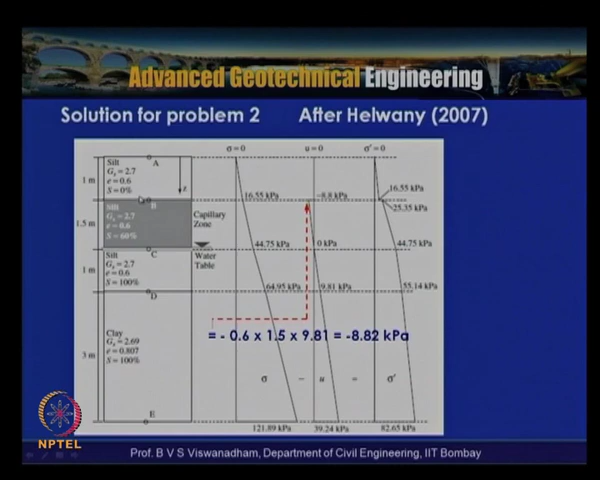 Advanced Geotechnical Engineering
Solution for problem 2 After Helwany (2007)
σ=0 u=0 σ'=0
Silt
Gs = 2.7
e = 0.6
S = 0%
A
1 m
z
16.55 kPa
−8.8 kPa
16.55 kPa
25.35 kPa
Silt
Gs = 2.7
e = 0.6
S = 60%
B
1.5 m
Capillary
Zone
44.75 kPa
0 kPa
44.75 kPa
C
Water
Table
Silt
Gs = 2.7
e = 0.6
S = 100%
1 m
64.95 kPa
9.81 kPa
55.14 kPa
D
= - 0.6 x 1.5 x 9.81 = -8.82 kPa
Clay
Gs = 2.69
e = 0.807
S = 100%
3 m
σ − u = σ'
E
121.89 kPa
39.24 kPa
82.65 kPa
NPTEL
Prof. B V S Viswanadham, Department of Civil Engineering, IIT Bombay